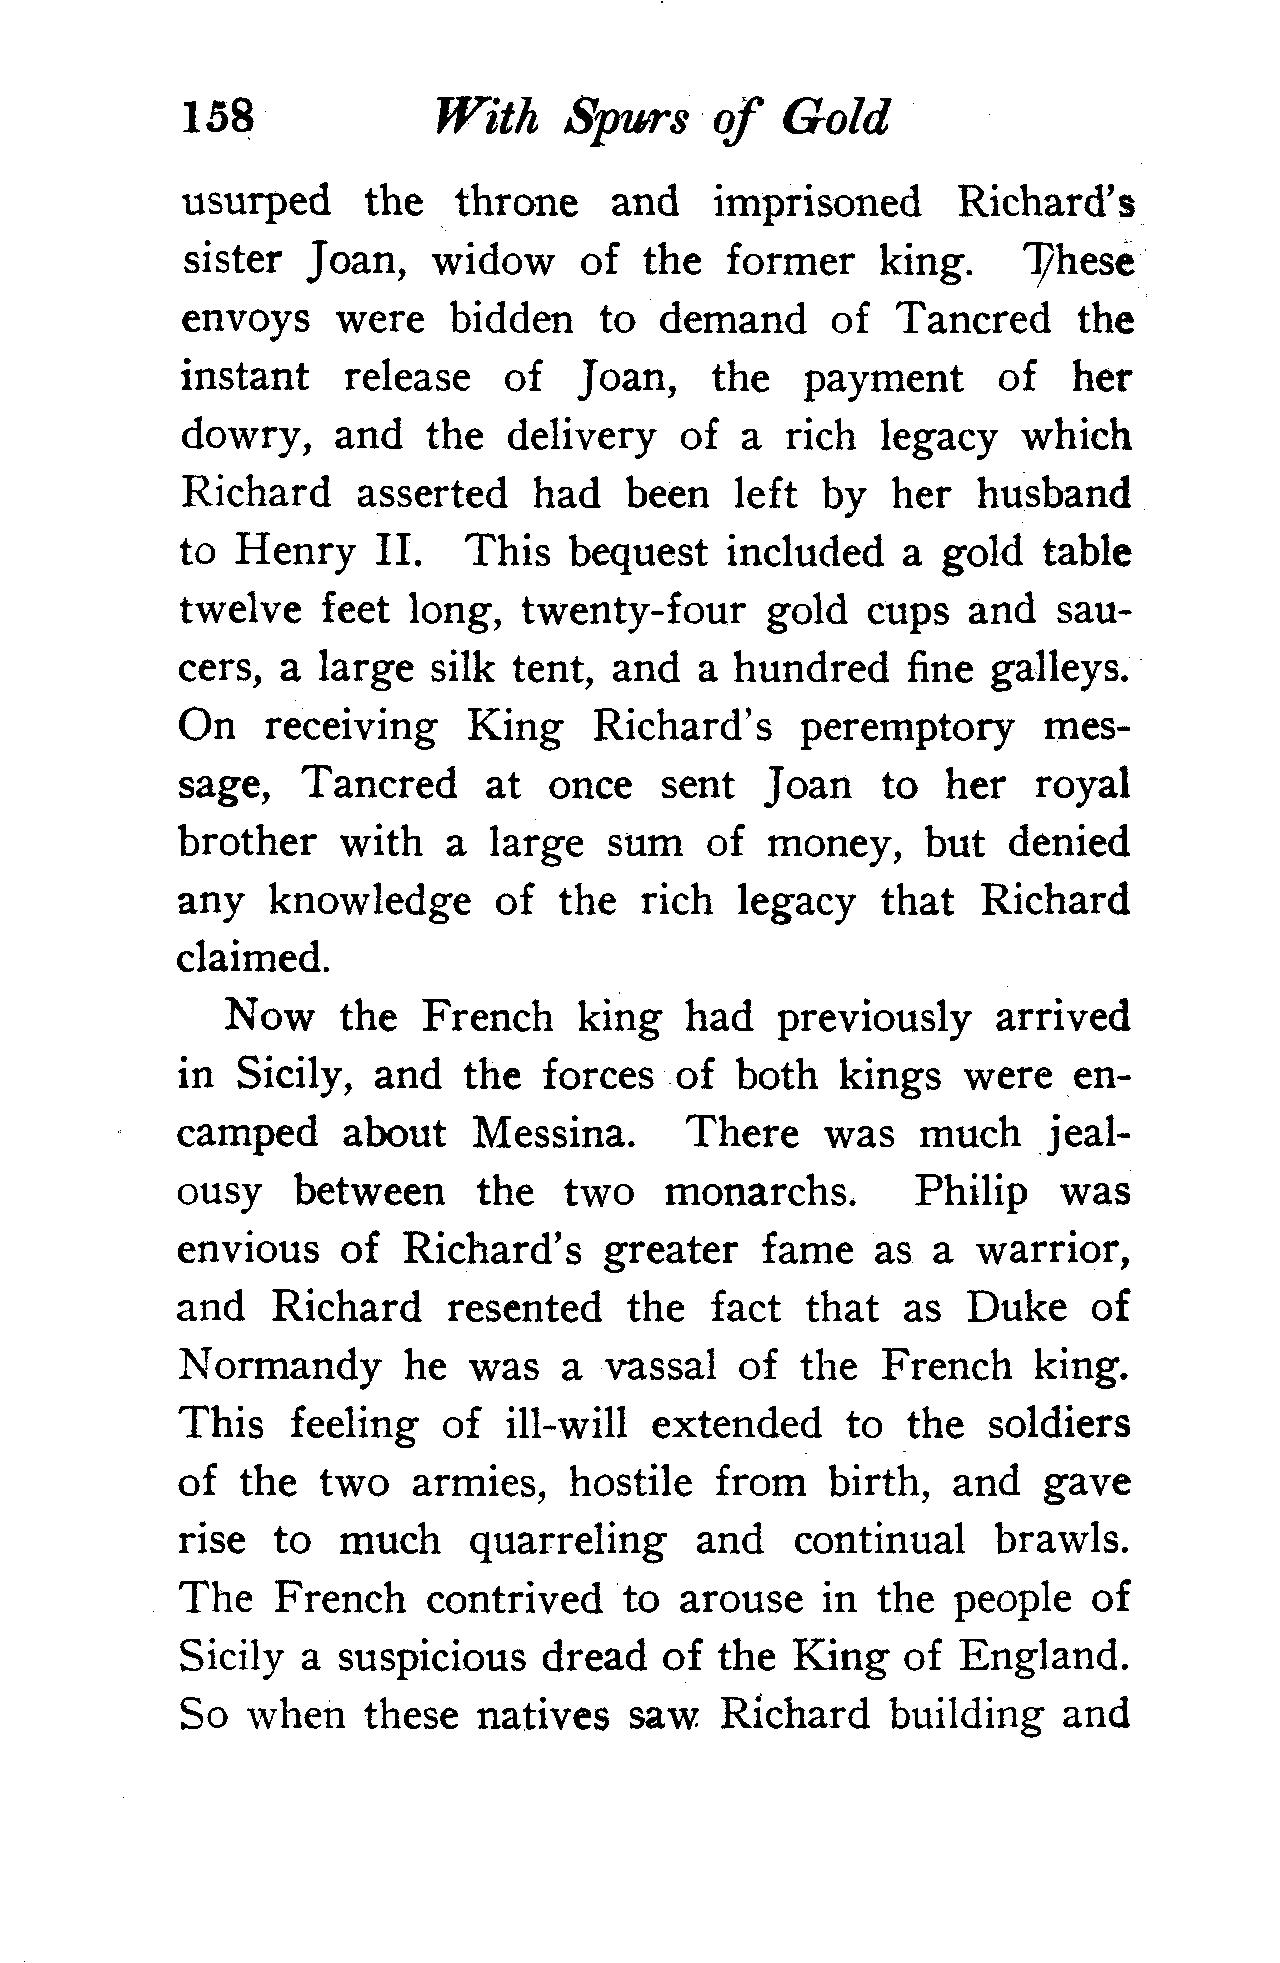 158 With Spurs of Gold
usurped the throne and imprisoned Richard's
sister Joan, widow of the former king. These
envoys were bidden to demand of Tancred the
instant release of Joan, the payment of her
dowry, and the delivery of a rich legacy which
Richard asserted had been left by her husband
to Henry II. This bequest included a gold table
twelve feet long, twenty-four gold cups and sau-
cers, a large silk tent, and a hundred fine galleys.
On receiving King Richard's peremptory mes-
sage, Tancred at once sent Joan to her royal
brother with a large sum of money, but denied
any knowledge of the rich legacy that Richard
claimed.
Now the French king had previously arrived
in Sicily, and the forces of both kings were en-
camped about Messina. There was much jeal-
ousy between the two monarchs. Philip was
envious of Richard's greater fame as a warrior,
and Richard resented the fact that as Duke of
Normandy he was a vassal of the French king.
This feeling of ill-will extended to the soldiers
of the two armies, hostile from birth, and gave
rise to much quarreling and continual brawls.
The French contrived to arouse in the people of
Sicily a suspicious dread of the King of England.
So when these natives saw Richard building and